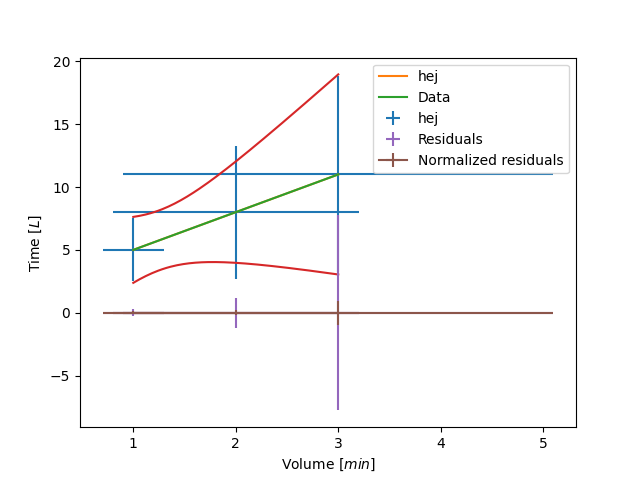 20
15
10
5
0
−5
1
2
3
4
5
Time [L]
Volume [min]
hej
Data
hej
Residuals
Normalized residuals